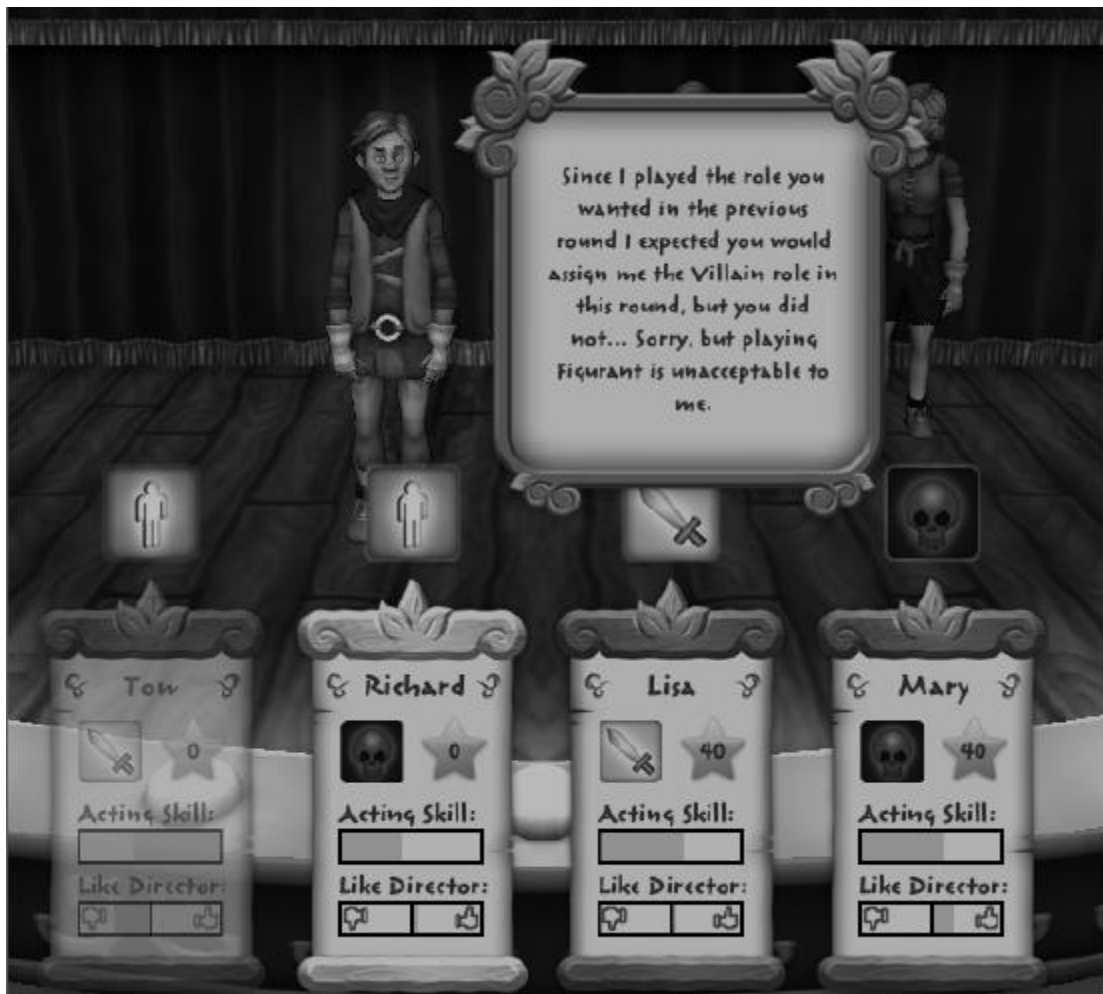 Since I played the role you
wanted in the previous
round I expected you would
assign me the Villain role in
this round, but you did
not... Sorry, but playing
Figurant is unacceptable to
me.
Tom
0
Acting Skill:
Like Director:
Richard
0
Acting Skill:
Like Director:
Lisa
40
Acting Skill:
Like Director:
Mary
40
Acting Skill:
Like Director: